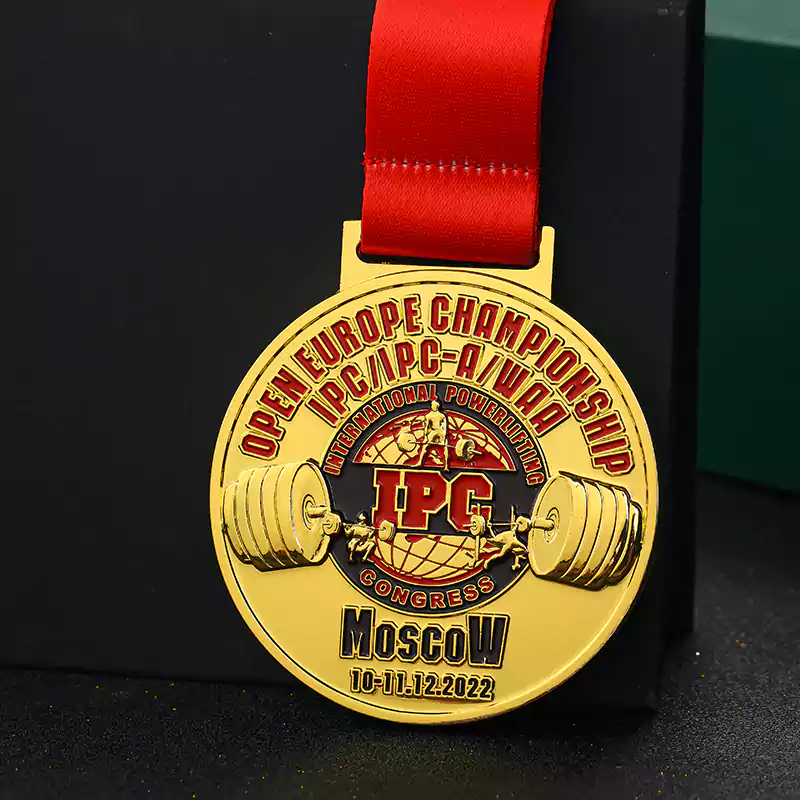 OPEN EUROPE CHAMPIONSHIP
IPC/IPC-A/WAA
INTERNATIONAL POWERLIFTING
IPC
CONGRESS
MoscoW
10-11.12.2022